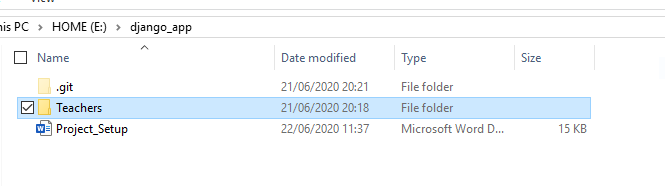 View
his PC > HOME (E:) > django_app
Name Date modified Type Size
.git 21/06/2020 20:21 File folder
Teachers 21/06/2020 20:18 File folder
Project_Setup 22/06/2020 11:37 Microsoft Word D... 15 KB